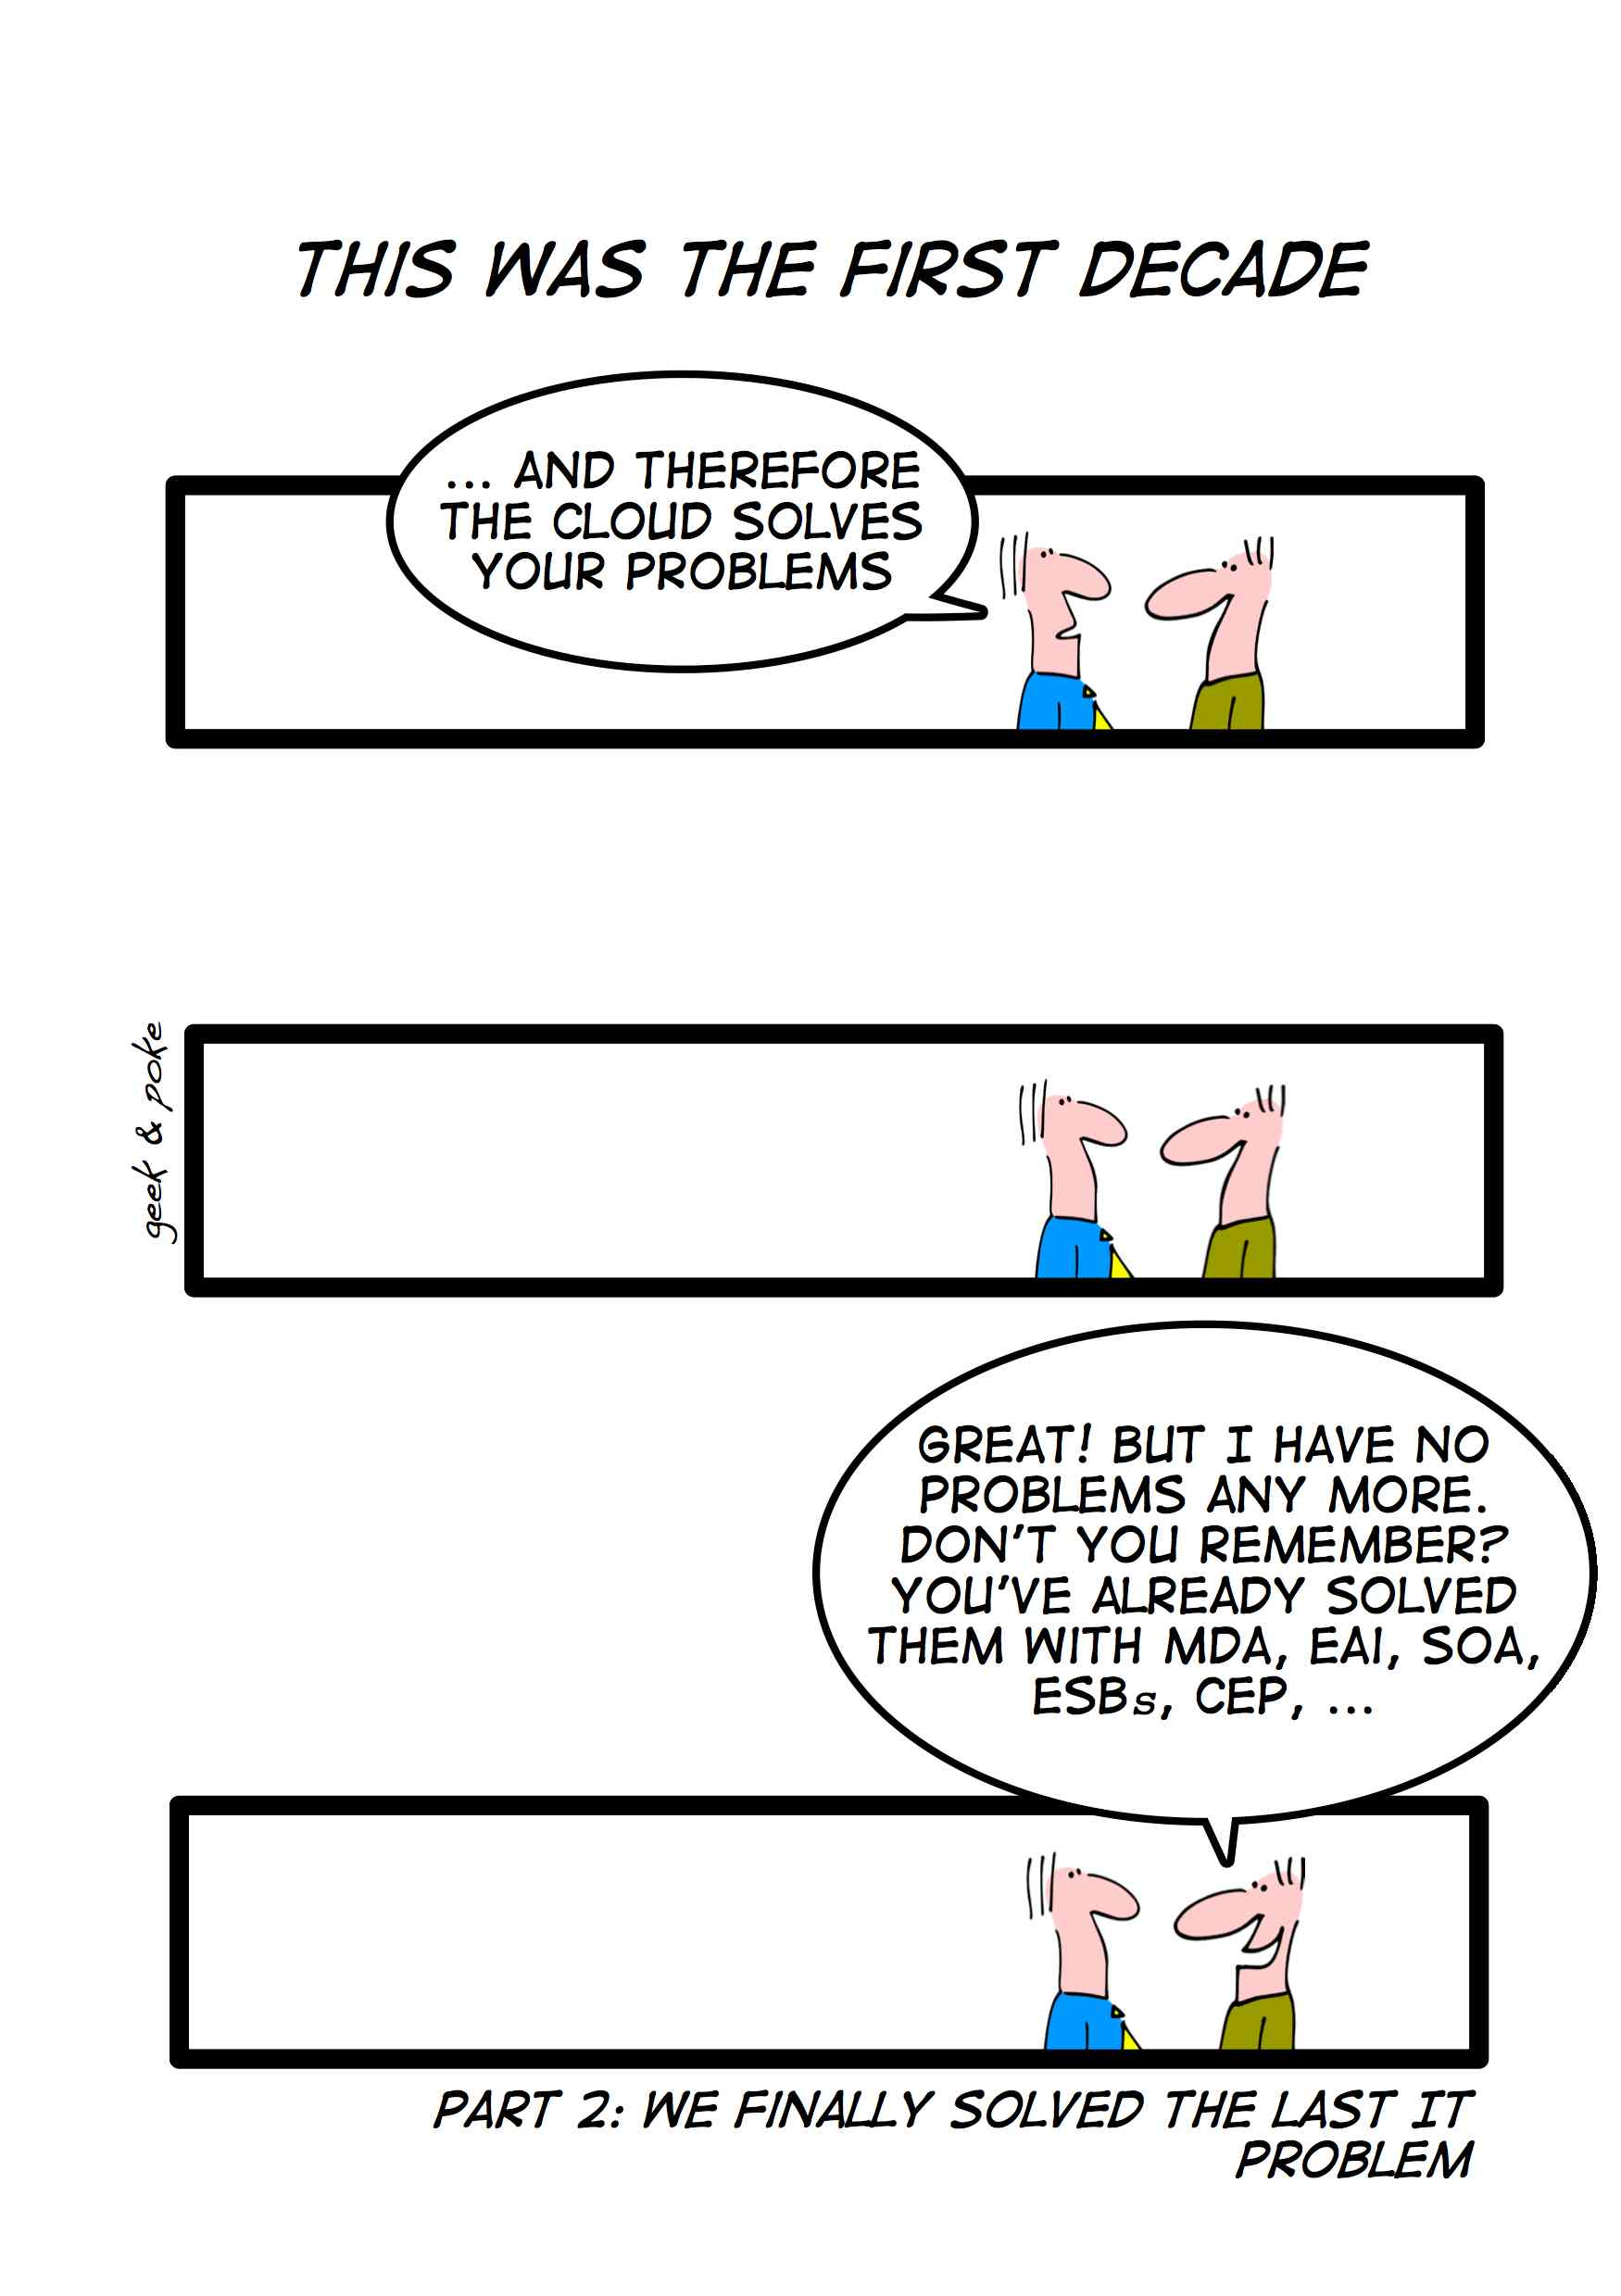 THIS WAS THE FIRST DECADE
... AND THEREFORE
THE CLOUD SOLVES
YOUR PROBLEMS
geek & poke
GREAT! BUT I HAVE NO
PROBLEMS ANY MORE.
DON'T YOU REMEMBER?
YOU'VE ALREADY SOLVED
THEM WITH MDA, EAI, SOA,
ESBs, CEP, ...
PART 2: WE FINALLY SOLVED THE LAST IT
PROBLEM